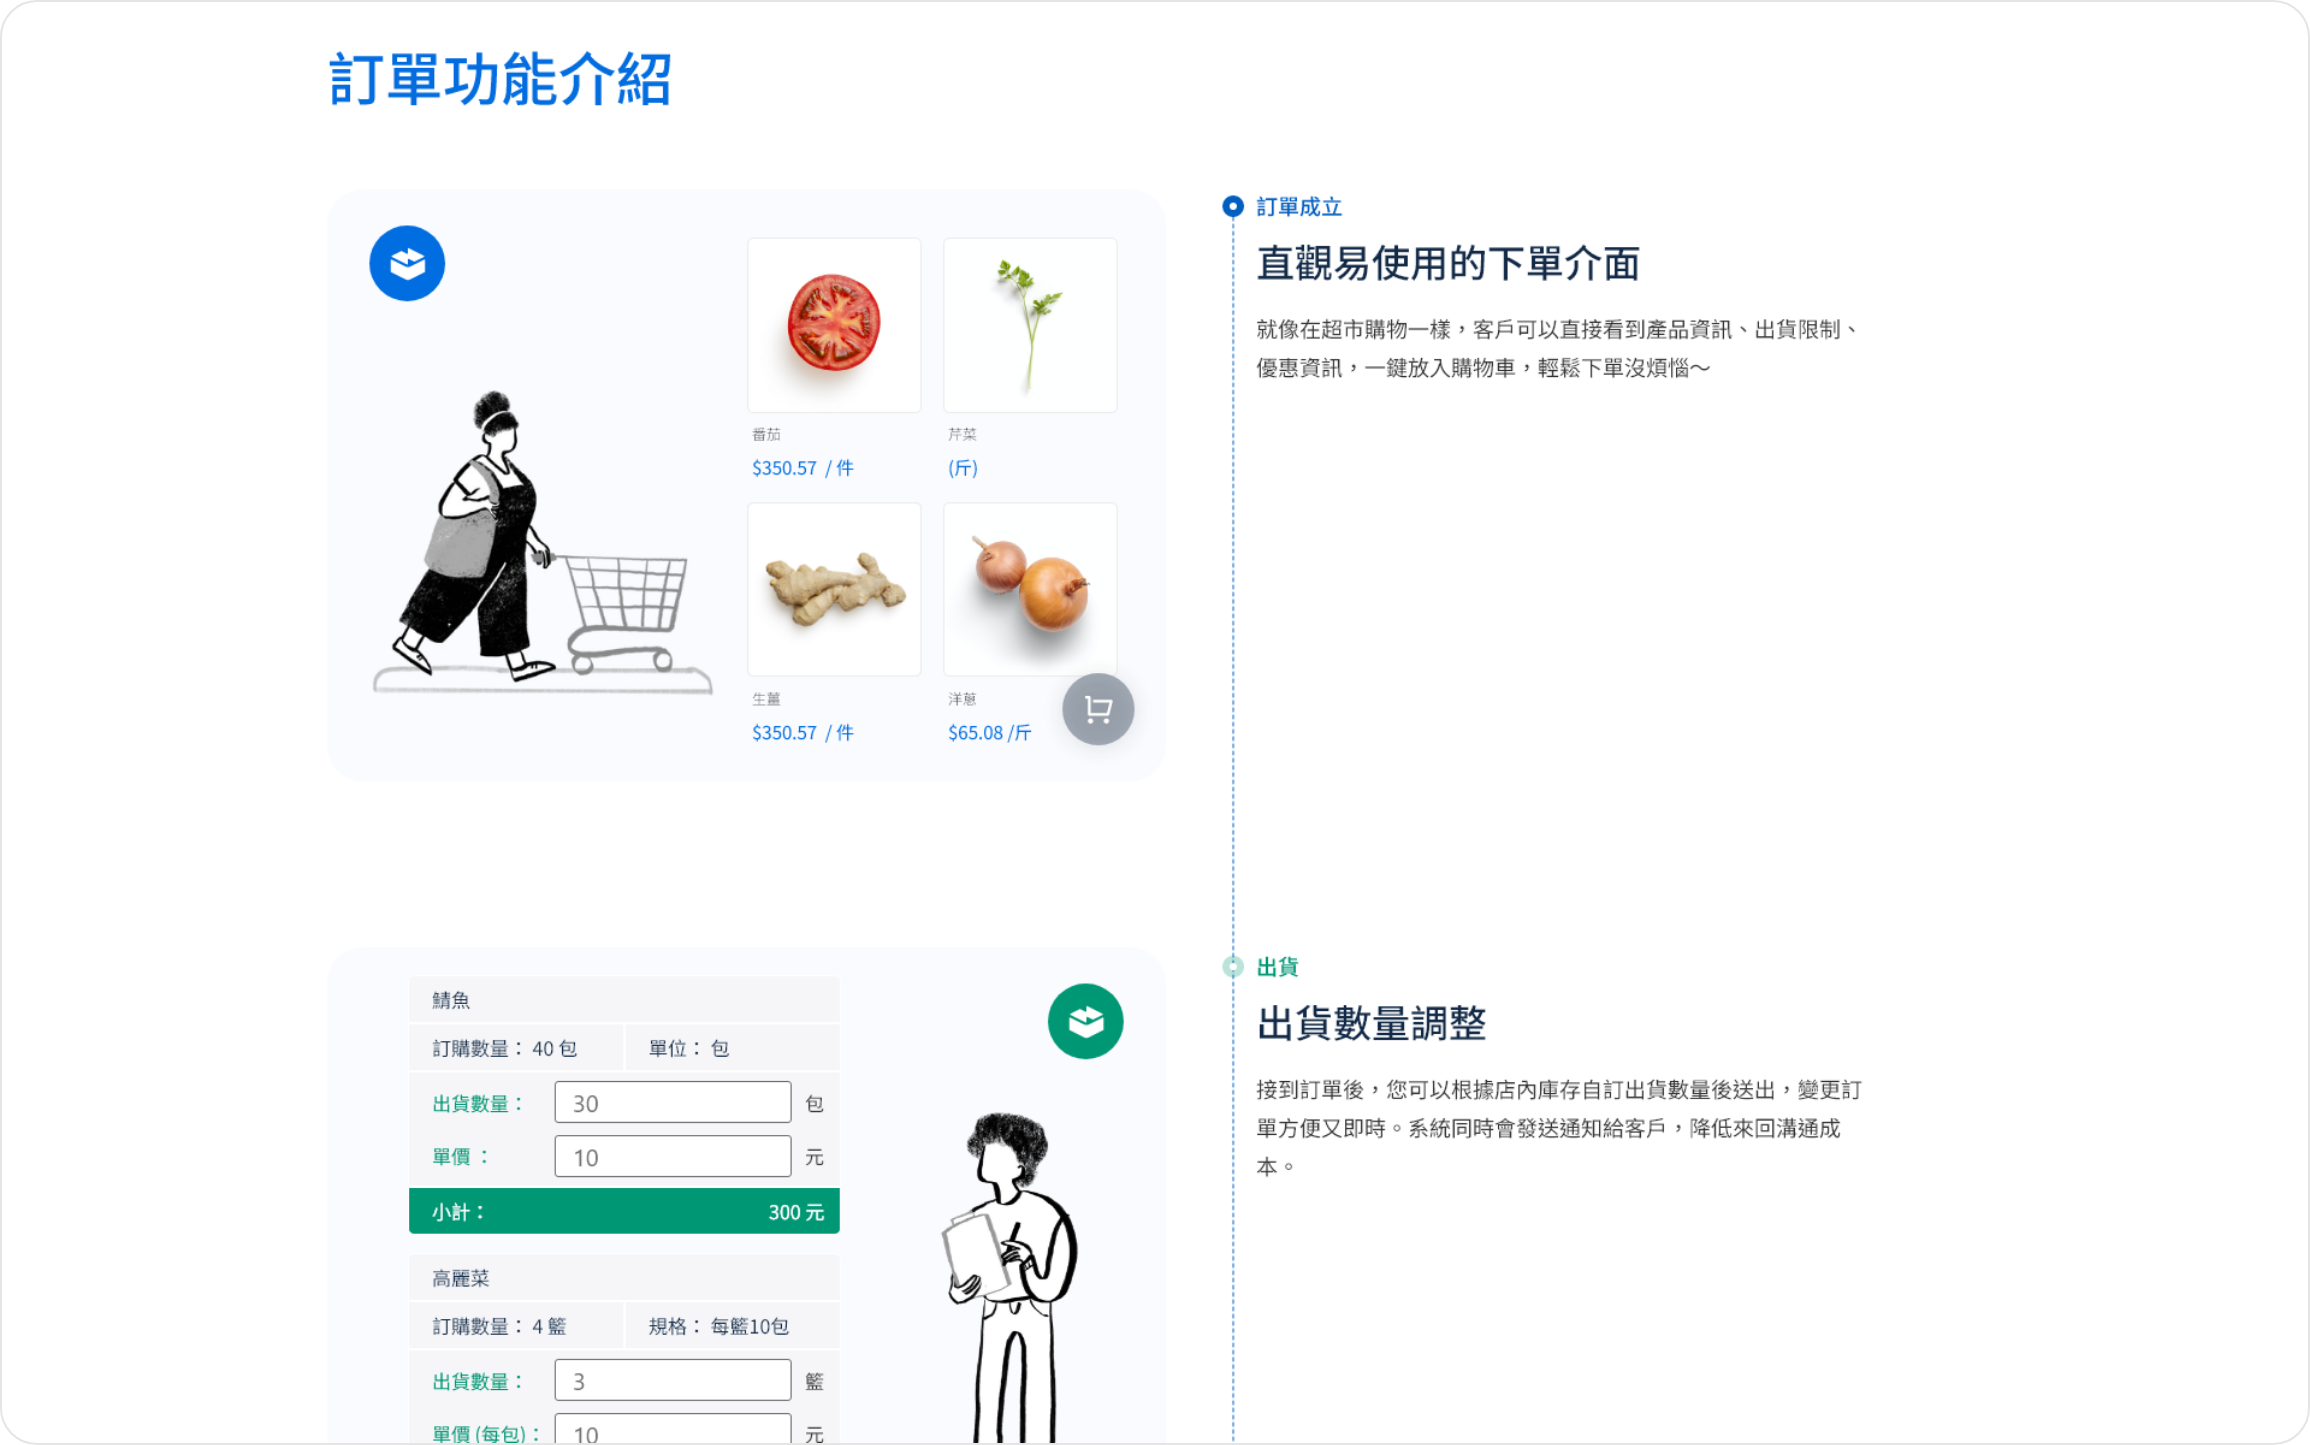 訂單功能介紹
番茄
$350.57 / 件
芹菜
(斤)
生薑
$350.57 / 件
洋蔥
$65.08 /斤
訂單成立
直觀易使用的下單介面
就像在超市購物一樣，客戶可以直接看到產品資訊、出貨限制、
優惠資訊，一鍵放入購物車，輕鬆下單沒煩惱～
鯖魚
訂購數量： 40 包
單位： 包
出貨數量： 30 包
單價 ： 10 元
小計： 300 元
高麗菜
訂購數量： 4 籃
規格： 每籃10包
出貨數量： 3 籃
單價 (每包)： 10 元
出貨
出貨數量調整
接到訂單後，您可以根據店內庫存自訂出貨數量後送出，變更訂
單方便又即時。系統同時會發送通知給客戶，降低來回溝通成
本。